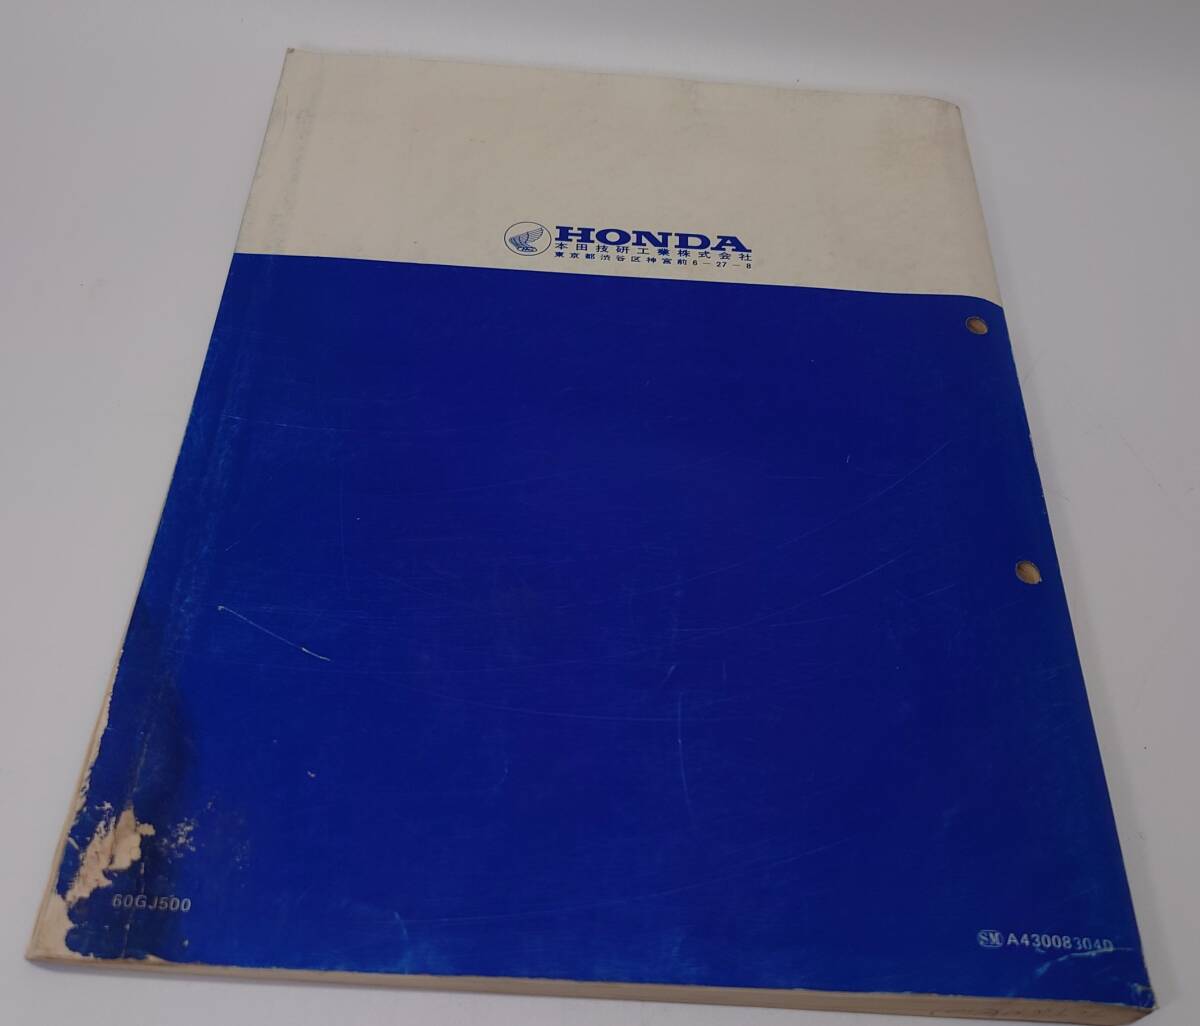 HONDA
本田技研工業株式会社
東京都渋谷区神宮前6-27-8
60GJ500
SM A43008304D